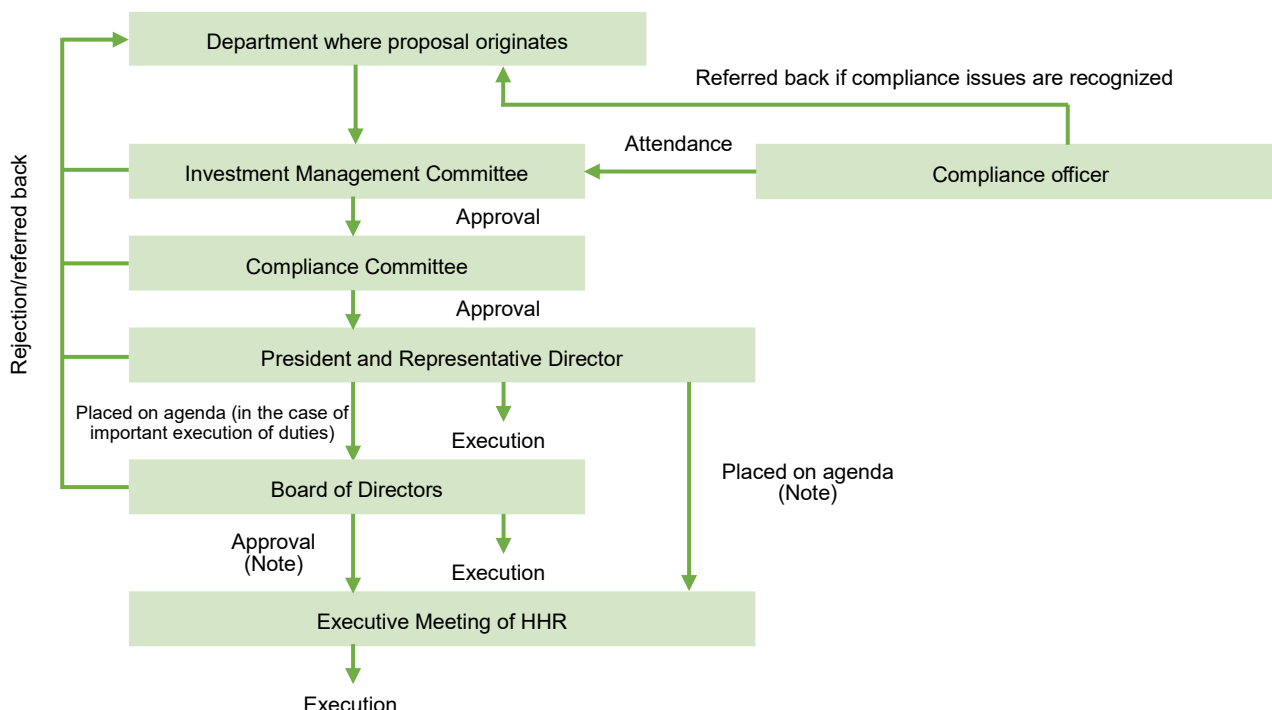 Department where proposal originates
Referred back if compliance issues are recognized
Attendance
Investment Management Committee
Compliance officer
Approval
Rejection/referred back
Compliance Committee
Approval
President and Representative Director
Placed on agenda (in the case of
important execution of duties)
Execution
Placed on agenda
(Note)
Board of Directors
Approval
(Note)
Execution
Executive Meeting of HHR
Execution